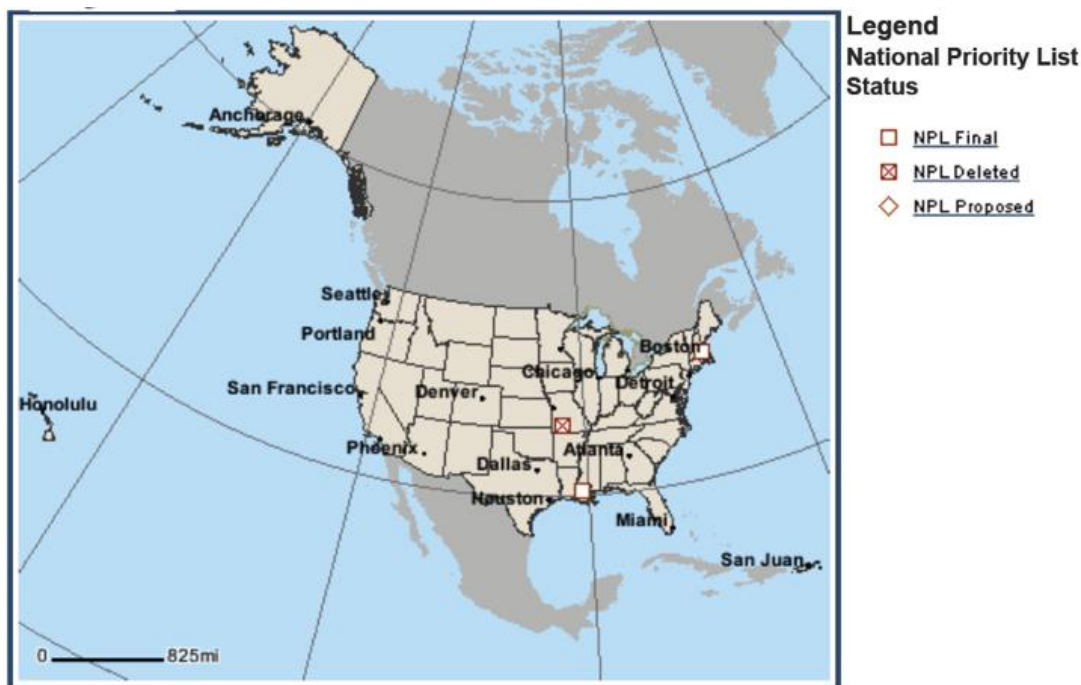 Legend
National Priority List
Status
NPL Final
NPL Deleted
NPL Proposed
Anchorage
Seattle
Portland
Boston
Chicago
Detroit
San Francisco
Denver
Honolulu
Phoenix
Atlanta
Dallas
Houston
Miami
San Juan
0 825mi